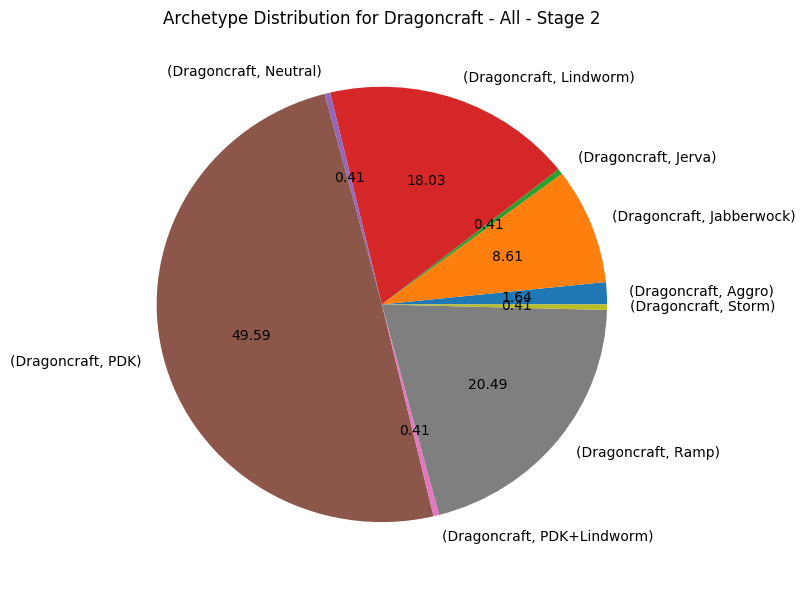 Archetype Distribution for Dragoncraft - All - Stage 2
(Dragoncraft, Neutral)
(Dragoncraft, Lindworm)
(Dragoncraft, Jerva)
0.41
18.03
(Dragoncraft, Jabberwock)
0.41
8.61
(Dragoncraft, Aggro)
1.64
0.41
(Dragoncraft, Storm)
49.59
(Dragoncraft, PDK)
20.49
0.41
(Dragoncraft, Ramp)
(Dragoncraft, PDK+Lindworm)